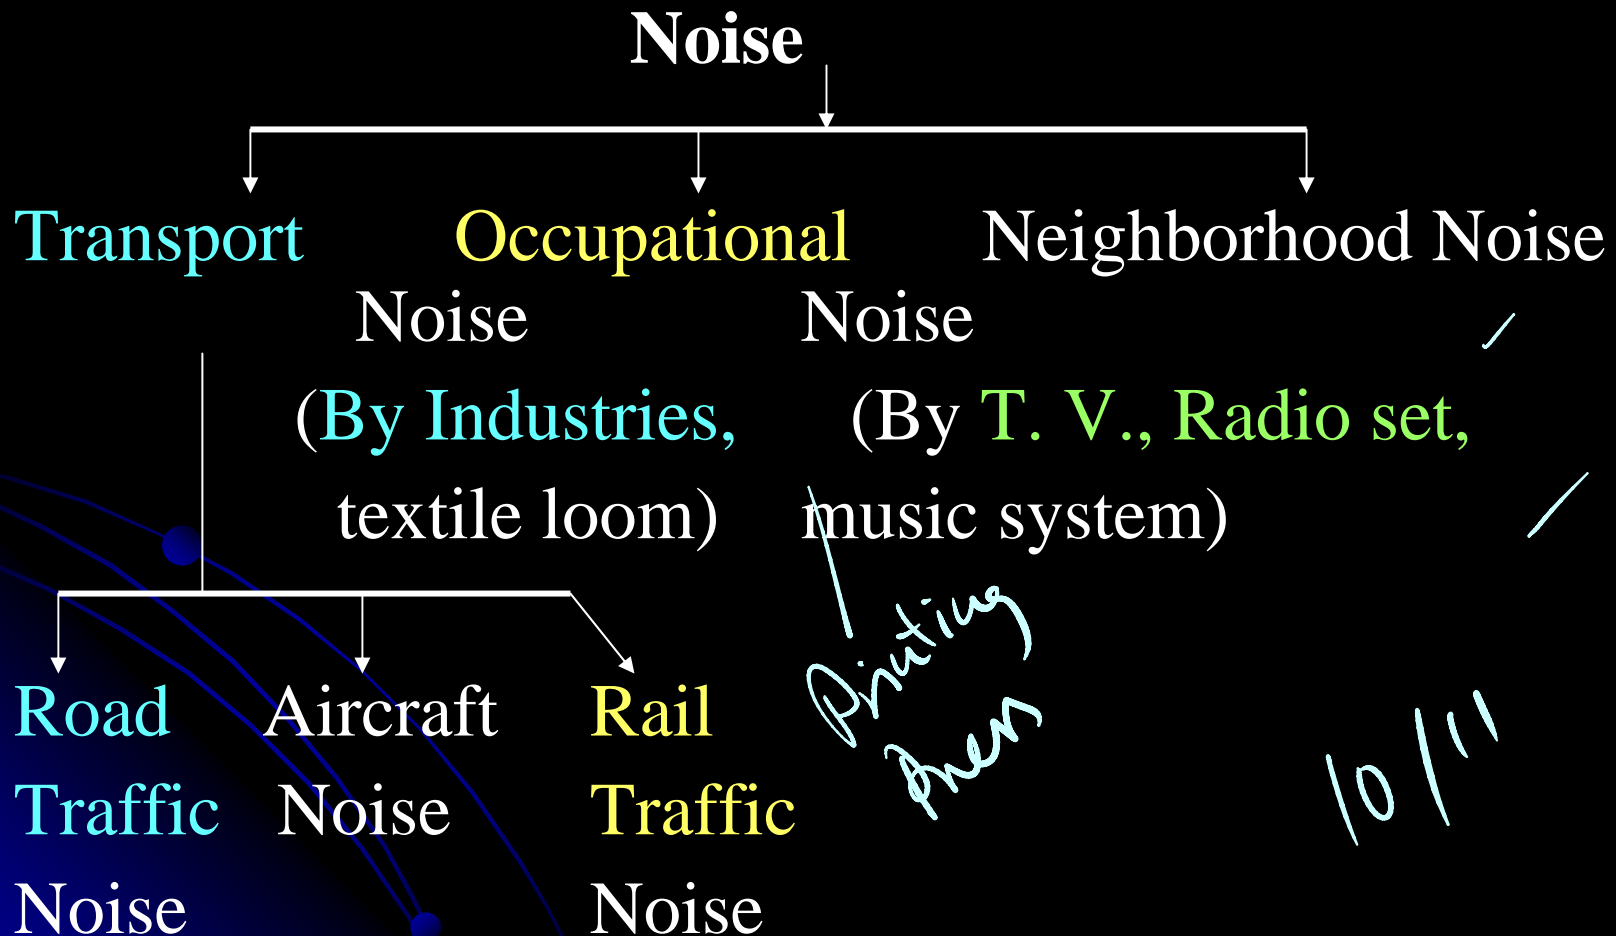 Noise
Transport Occupational Neighborhood Noise
Noise Noise
(By Industries, (By T. V., Radio set,
textile loom) music system)
Printing
Press
Road Aircraft Rail
Traffic Noise Traffic
Noise Noise
10/11